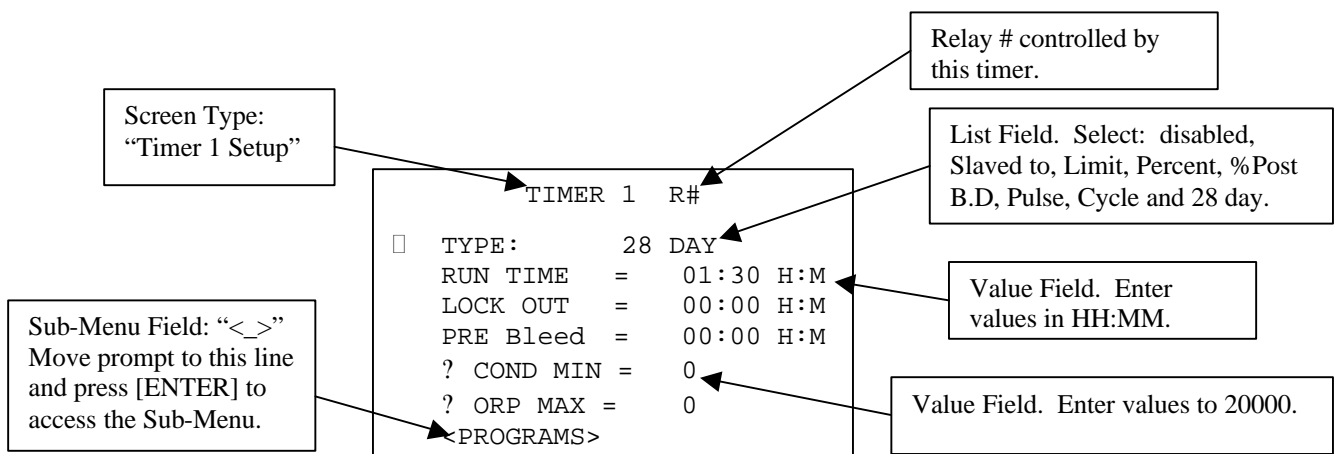 Relay # controlled by
this timer.
Screen Type:
“Timer 1 Setup”
List Field. Select: disabled,
Slaved to, Limit, Percent, %Post
B.D, Pulse, Cycle and 28 day.
TIMER 1 R#
TYPE: 28 DAY
RUN TIME = 01:30 H:M
LOCK OUT = 00:00 H:M
PRE Bleed = 00:00 H:M
? COND MIN = 0
? ORP MAX = 0
<PROGRAMS>
Value Field. Enter
values in HH:MM.
Sub-Menu Field: “<_>”
Move prompt to this line
and press [ENTER] to
access the Sub-Menu.
Value Field. Enter values to 20000.